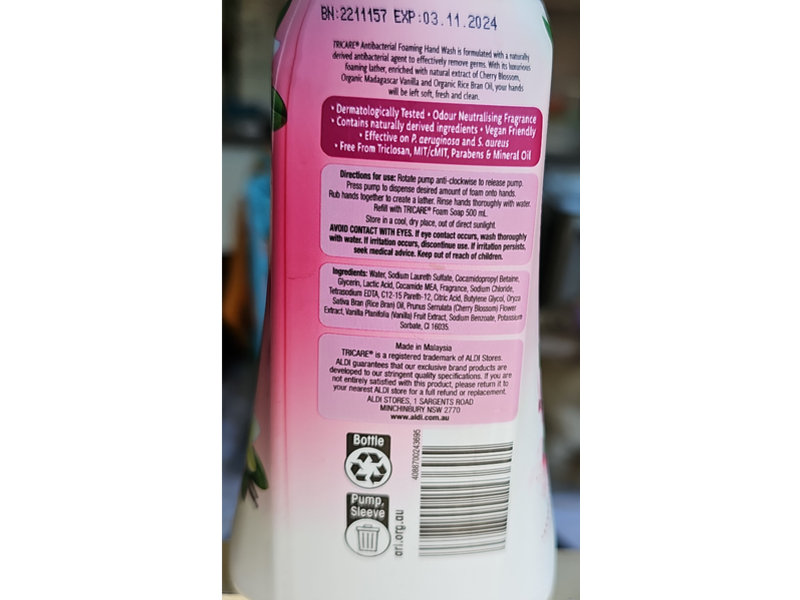 BN:2211157 EXP:03.11.2024
TRICARE® Antibacterial Foaming Hand Wash is formulated with a naturally
derived antibacterial agent to effectively remove germs. With its luxurious
foaming lather, enriched with natural extract of Cherry Blossom,
Organic Madagascar Vanilla and Organic Rice Bran Oil, your hands
will be left soft, fresh and clean.
• Dermatologically Tested • Odour Neutralising Fragrance
• Contains naturally derived ingredients • Vegan Friendly
• Effective on P. aeruginosa and S. aureus
• Free From Triclosan, MIT/cMIT, Parabens & Mineral Oil
Directions for use: Rotate pump anti-clockwise to release pump.
Press pump to dispense desired amount of foam onto hands.
Rub hands together to create a lather. Rinse hands thoroughly with water.
Refill with TRICARE® Foam Soap 500 mL.
Store in a cool, dry place, out of direct sunlight.
AVOID CONTACT WITH EYES. If eye contact occurs, wash thoroughly
with water. If irritation occurs, discontinue use. If irritation persists,
seek medical advice. Keep out of reach of children.
Ingredients: Water, Sodium Laureth Sulfate, Cocamidopropyl Betaine,
Glycerin, Lactic Acid, Cocamide MEA, Fragrance, Sodium Chloride,
Tetrasodium EDTA, C12-15 Pareth-12, Citric Acid, Butylene Glycol, Oryza
Sativa Bran (Rice Bran) Oil, Prunus Serrulata (Cherry Blossom) Flower
Extract, Vanilla Planifolia (Vanilla) Fruit Extract, Sodium Benzoate, Potassium
Sorbate, CI 16035.
Made in Malaysia
TRICARE® is a registered trademark of ALDI Stores.
ALDI guarantees that our exclusive brand products are
developed to our stringent quality specifications. If you are
not entirely satisfied with this product, please return it to
your nearest ALDI store for a full refund or replacement.
ALDI STORES, 1 SARGENTS ROAD
MINCHINBURY NSW 2770
www.aldi.com.au
Bottle
Pump,
Sleeve
arl.org.au
4088700243695